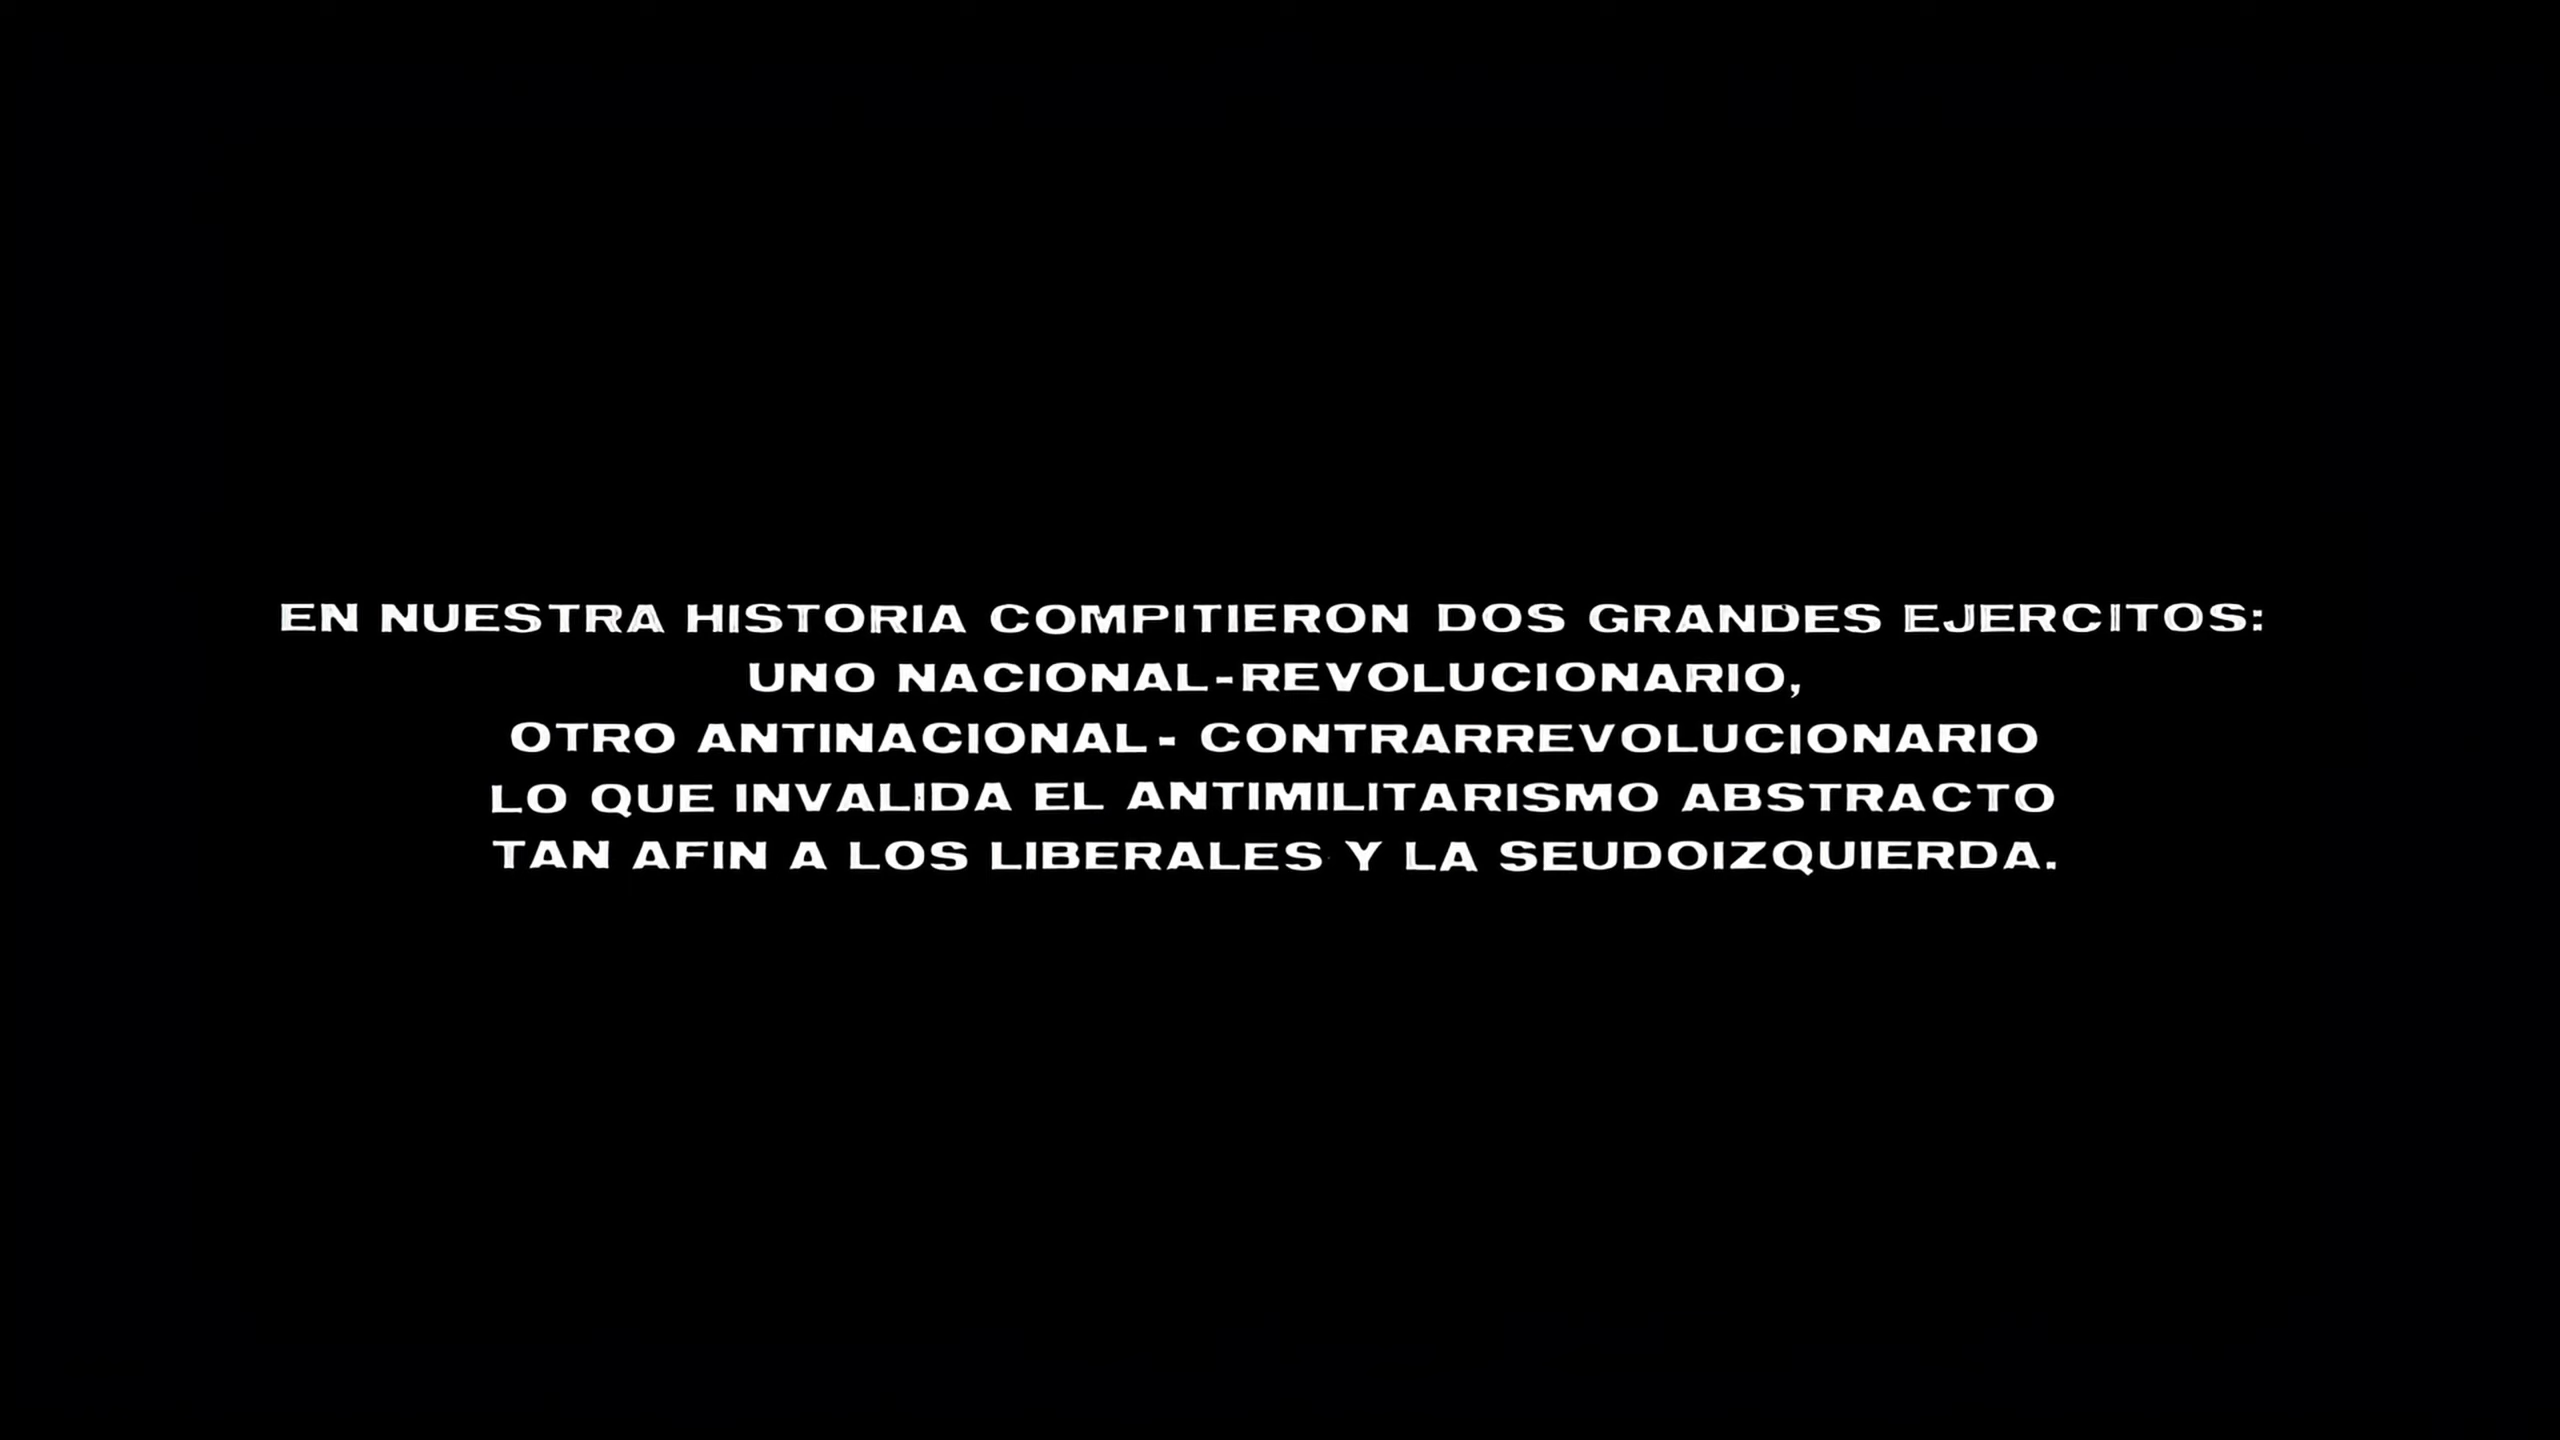 EN NUESTRA HISTORIA COMPITIERON DOS GRANDES EJERCITOS:
UNO NACIONAL-REVOLUCIONARIO,
OTRO ANTINACIONAL- CONTRARREVOLUCIONARIO
LO QUE INVALIDA EL ANTIMILITARISMO ABSTRACTO
TAN AFIN A LOS LIBERALES Y LA SEUDOIZQUIERDA.